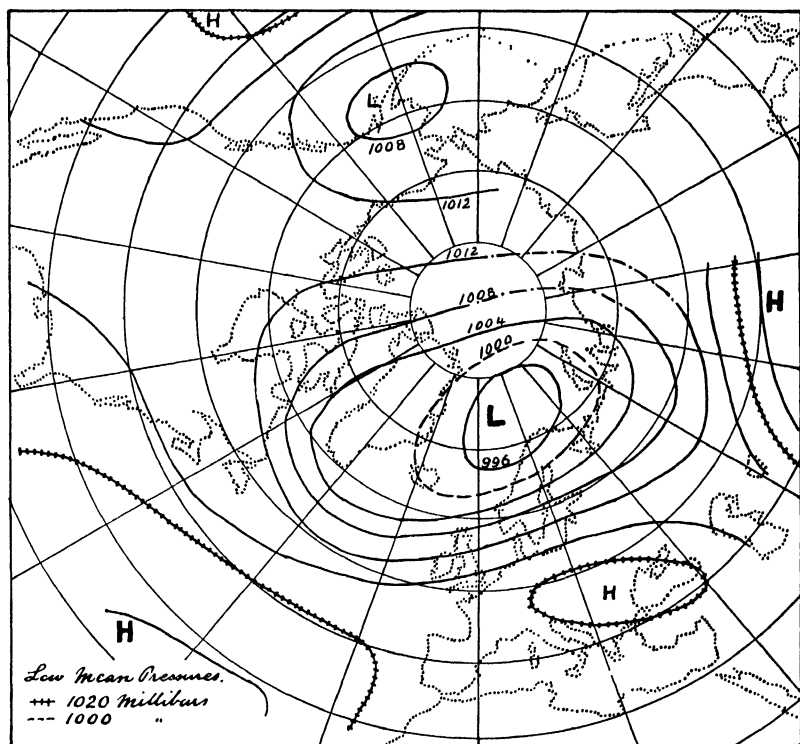 H
L
1008
1012
1012
1008
1004
1000
H
L
996
H
H
Low Mean Pressures.
1020 Millibars
1000 "